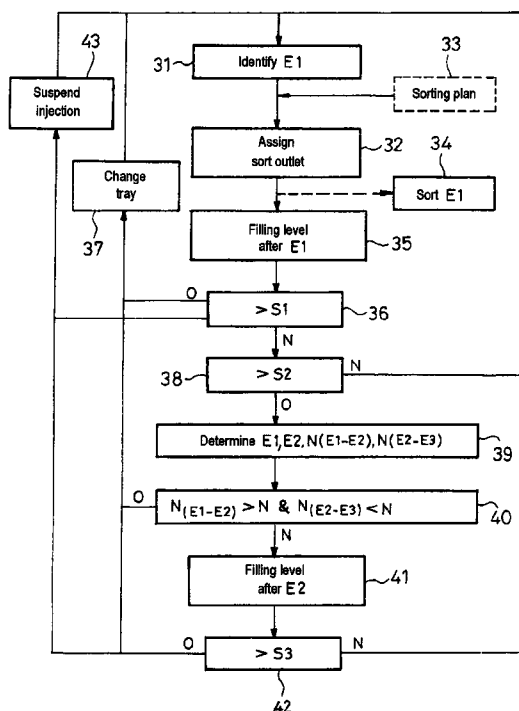 43
Suspend
injection
31
Identify E1
33
Sorting plan
Assign
sort outlet
32
34
Sort E1
Change
tray
37
Filling level
after E1
35
O
> S1
36
N
38
> S2
N
O
Determine E1, E2, N(E1-E2), N(E2-E3)
39
O
N(E1-E2) > N & N(E2-E3) < N
40
N
Filling level
after E2
41
O
> S3
N
42